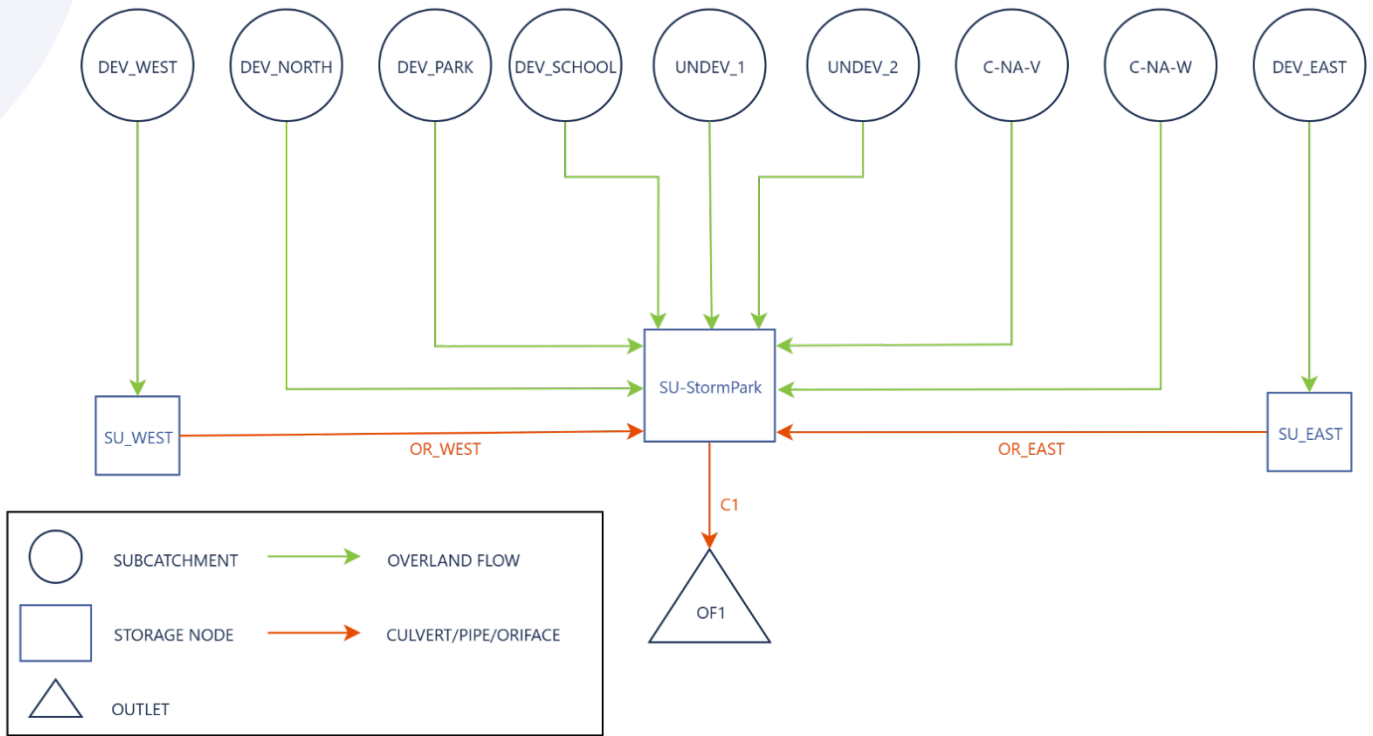 DEV_WEST
DEV_NORTH
DEV_PARK
DEV_SCHOOL
UNDEV_1
UNDEV_2
C-NA-V
C-NA-W
DEV_EAST
SU-StormPark
SU_WEST
OR_WEST
OR_EAST
SU_EAST
C1
OF1
SUBCATCHMENT
OVERLAND FLOW
STORAGE NODE
CULVERT/PIPE/ORIFACE
OUTLET